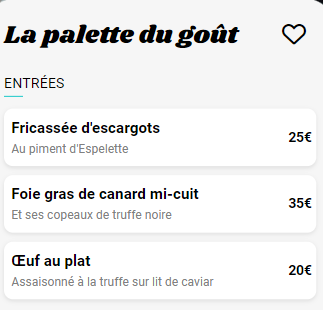 La palette du goût
ENTRÉES
Fricassée d'escargots
Au piment d'Espelette
25€
Foie gras de canard mi-cuit
Et ses copeaux de truffe noire
35€
Œuf au plat
Assaisonné à la truffe sur lit de caviar
20€